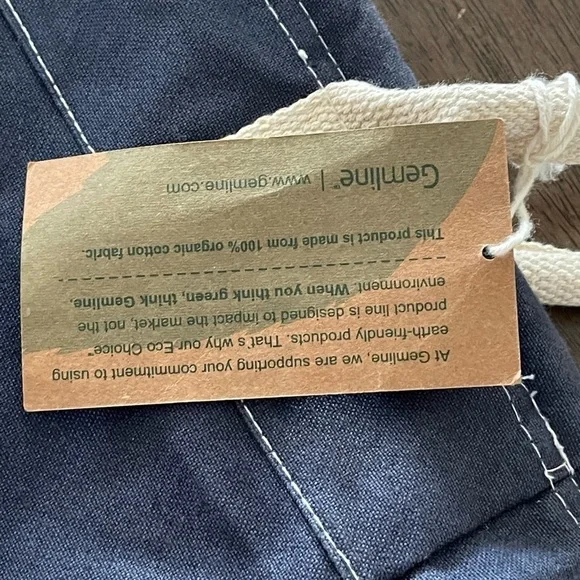 At Gemline, we are supporting your commitment to using
earth-friendly products. That's why our Eco Choice™
product line is designed to impact the market, not the
environment. When you think green, think Gemline.
This product is made from 100% organic cotton fabric.
Gemline® | www.gemline.com